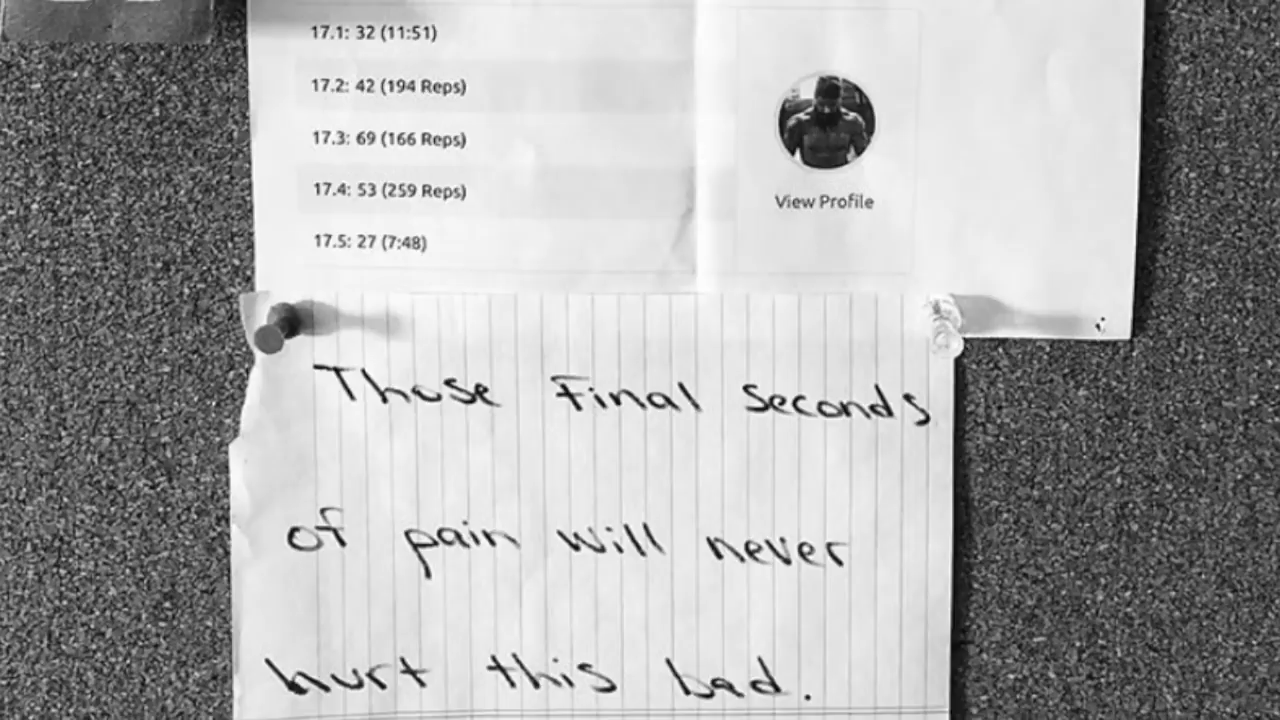 17.1: 32 (11:51)
17.2: 42 (194 Reps)
17.3: 69 (166 Reps)
17.4: 53 (259 Reps)
17.5: 27 (7:48)
View Profile
Those Final Seconds
of pain will never
hurt this bad.